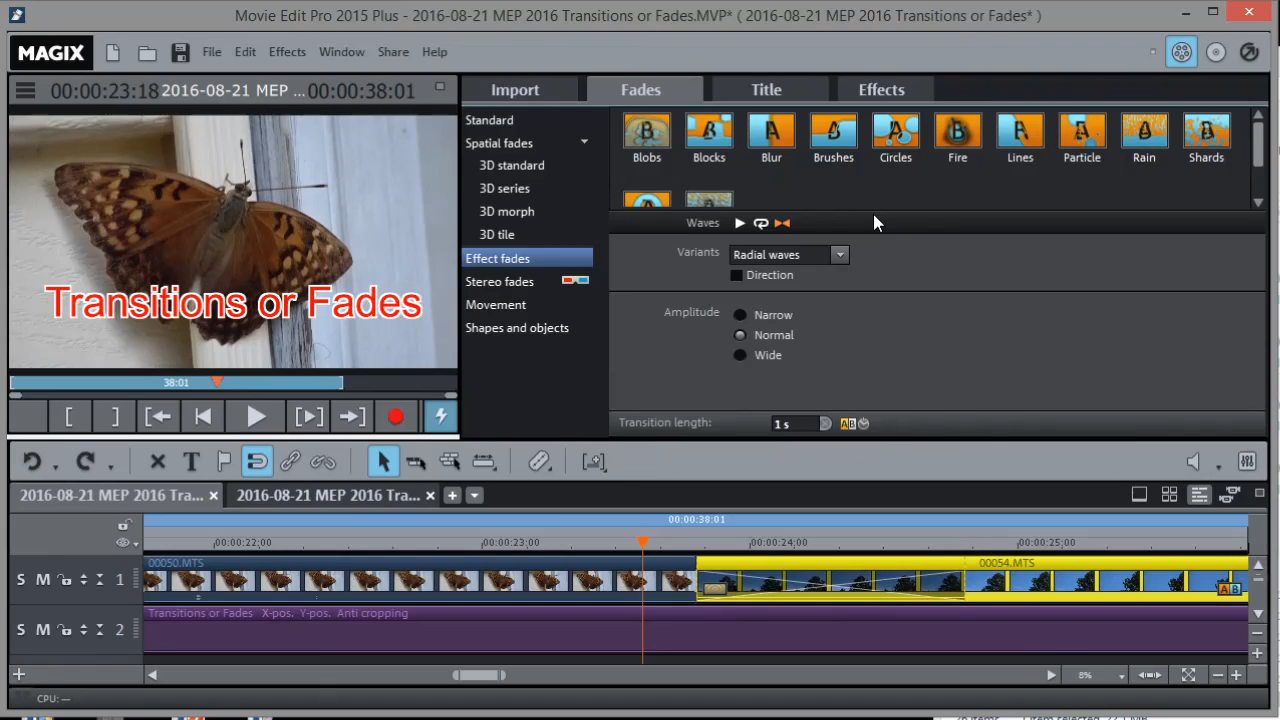 Movie Edit Pro 2015 Plus - 2016-08-21 MEP 2016 Transitions or Fades.MVP* ( 2016-08-21 MEP 2016 Transitions or Fades* )
MAGIX File Edit Effects Window Share Help
00:00:23:18 2016-08-21 MEP ... 00:00:38:01
Import Fades Title Effects
Standard
Spatial fades
3D standard
3D series
3D morph
3D tile
Effect fades
Stereo fades
Movement
Shapes and objects
Blobs Blocks Blur Brushes Circles Fire Lines Particle Rain Shards
Waves
Variants Radial waves
Direction
Amplitude Narrow
Normal
Wide
Transition length: 1 s AB
Transitions or Fades
38:01
2016-08-21 MEP 2016 Tra... 2016-08-21 MEP 2016 Tra...
00:00:38:01
00:00:22:00 00:00:23:00 00:00:24:00 00:00:25:00
00050.MTS 00054.MTS
S M 1 A B
Transitions or Fades X-pos. Y-pos. Anti cropping
S M 2
8%
CPU: —